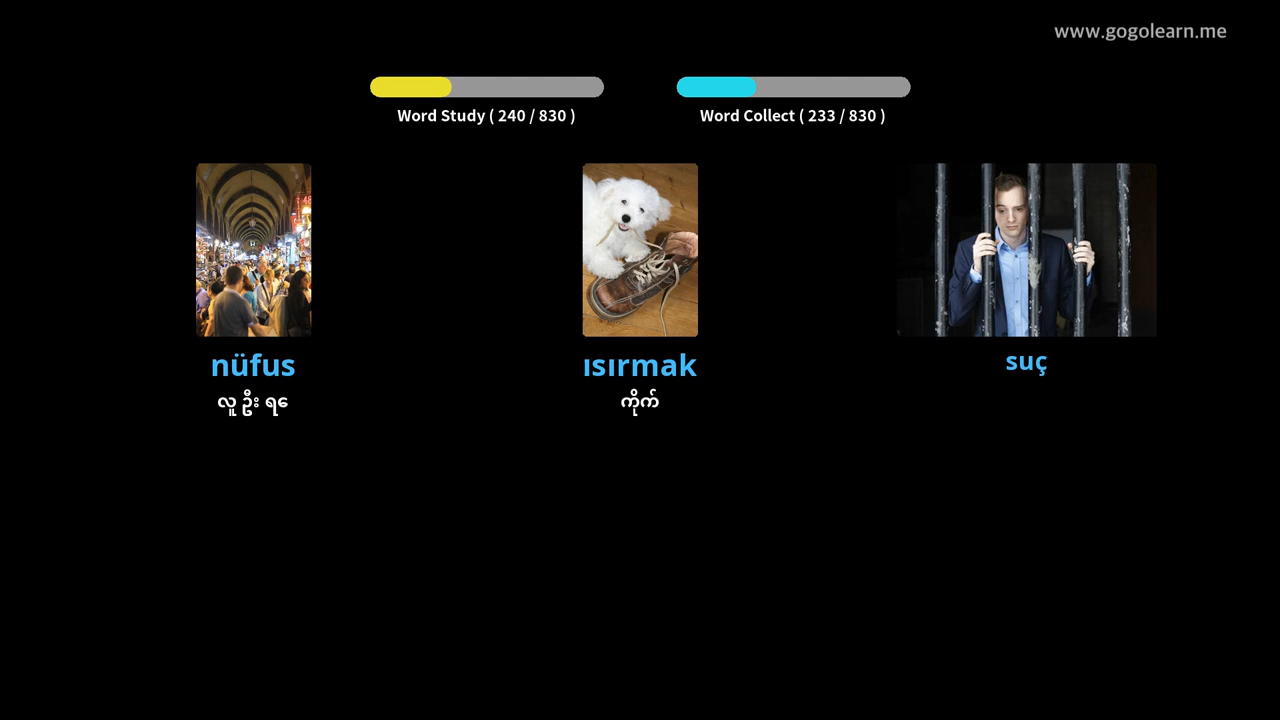 www.gogolearn.me
Word Study ( 240 / 830 )
Word Collect ( 233 / 830 )
nüfus
ısırmak
suç
လူ ဦး ရေ
ကိုက်